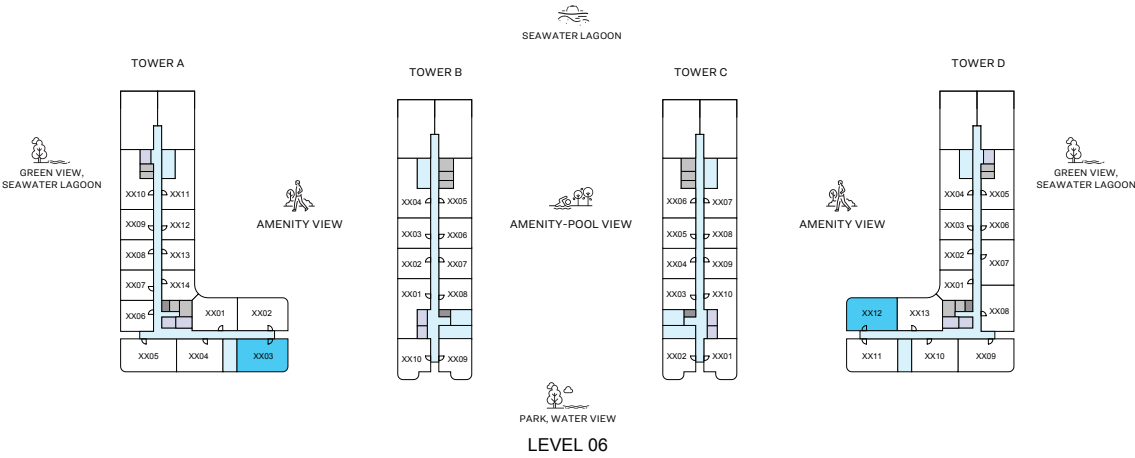 SEAWATER LAGOON
TOWER A
TOWER B
TOWER C
TOWER D
GREEN VIEW,
SEAWATER LAGOON
AMENITY VIEW
AMENITY-POOL VIEW
AMENITY VIEW
GREEN VIEW,
SEAWATER LAGOON
XX10 XX11
XX09 XX12
XX08 XX13
XX07 XX14
XX06 XX01 XX02
XX05 XX04 XX03
XX04 XX05
XX03 XX06
XX02 XX07
XX01 XX08
XX10 XX09
XX06 XX07
XX05 XX08
XX04 XX09
XX03 XX10
XX02 XX01
XX04 XX05
XX03 XX06
XX02 XX07
XX01
XX12 XX13 XX08
XX11 XX10 XX09
PARK, WATER VIEW
LEVEL 06